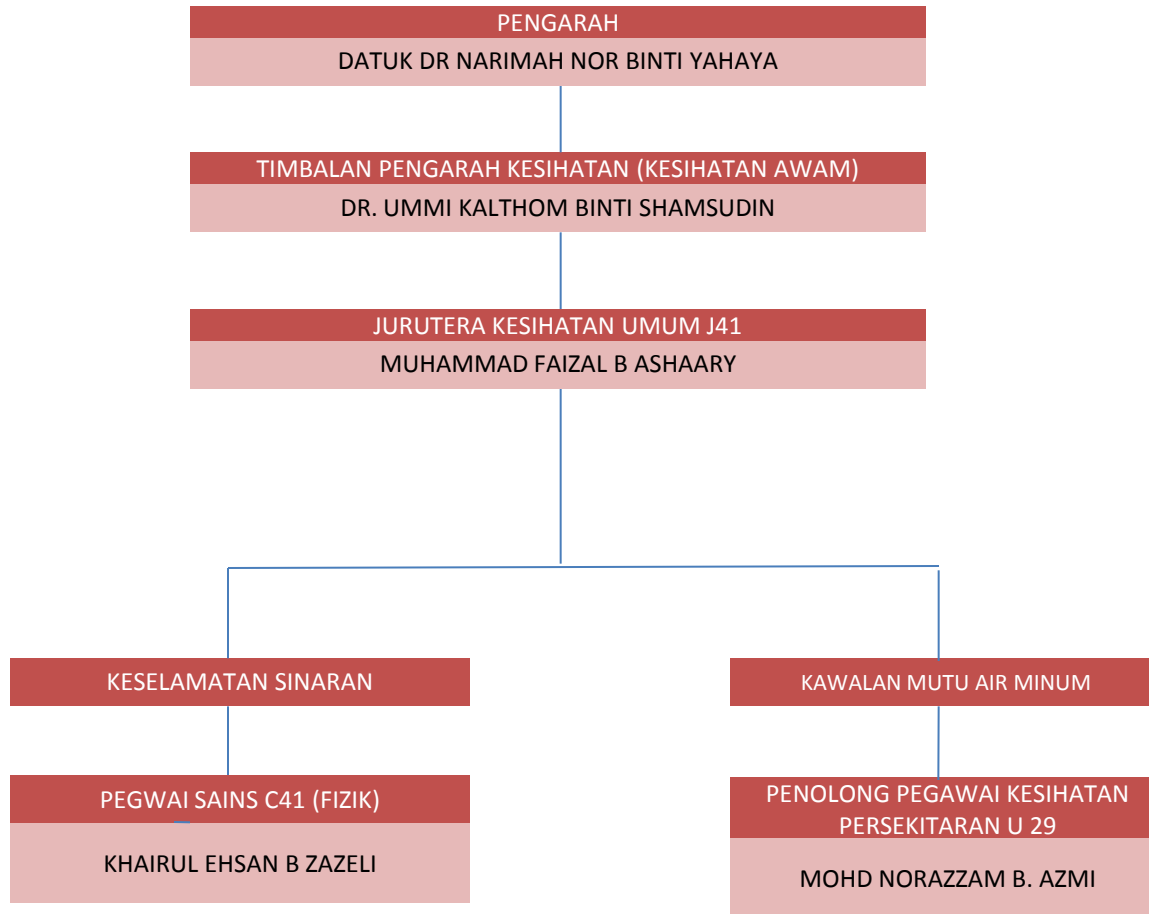 PENGARAH
DATUK DR NARIMAH NOR BINTI YAHAYA
TIMBALAN PENGARAH KESIHATAN (KESIHATAN AWAM)
DR. UMMI KALTHOM BINTI SHAMSUDIN
JURUTERA KESIHATAN UMUM J41
MUHAMMAD FAIZAL B ASHAARY
KESELAMATAN SINARAN
PEGWAI SAINS C41 (FIZIK)
KHAIRUL EHSAN B ZAZELI
KAWALAN MUTU AIR MINUM
PENOLONG PEGAWAI KESIHATAN
PERSEKITARAN U 29
MOHD NORAZZAM B. AZMI